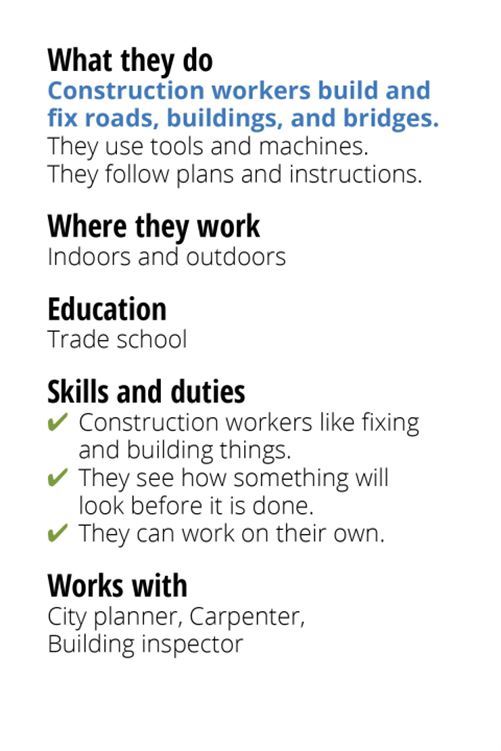 What they do
Construction workers build and
fix roads, buildings, and bridges.
They use tools and machines.
They follow plans and instructions.
Where they work
Indoors and outdoors
Education
Trade school
Skills and duties
✔ Construction workers like fixing
and building things.
✔ They see how something will
look before it is done.
✔ They can work on their own.
Works with
City planner, Carpenter,
Building inspector